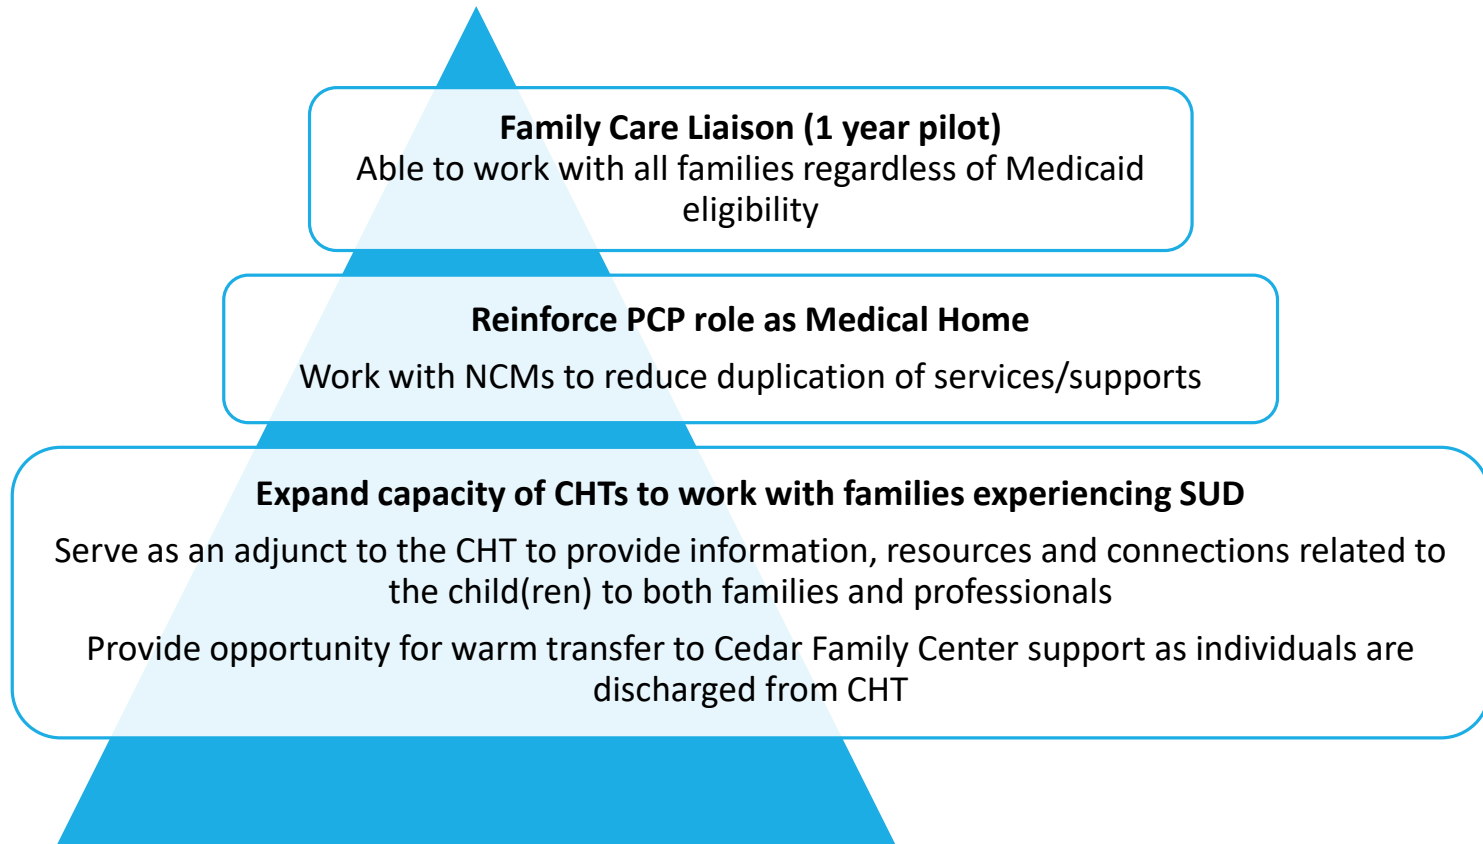 Family Care Liaison (1 year pilot)
Able to work with all families regardless of Medicaid
eligibility
Reinforce PCP role as Medical Home
Work with NCMs to reduce duplication of services/supports
Expand capacity of CHTs to work with families experiencing SUD
Serve as an adjunct to the CHT to provide information, resources and connections related to
the child(ren) to both families and professionals
Provide opportunity for warm transfer to Cedar Family Center support as individuals are
discharged from CHT